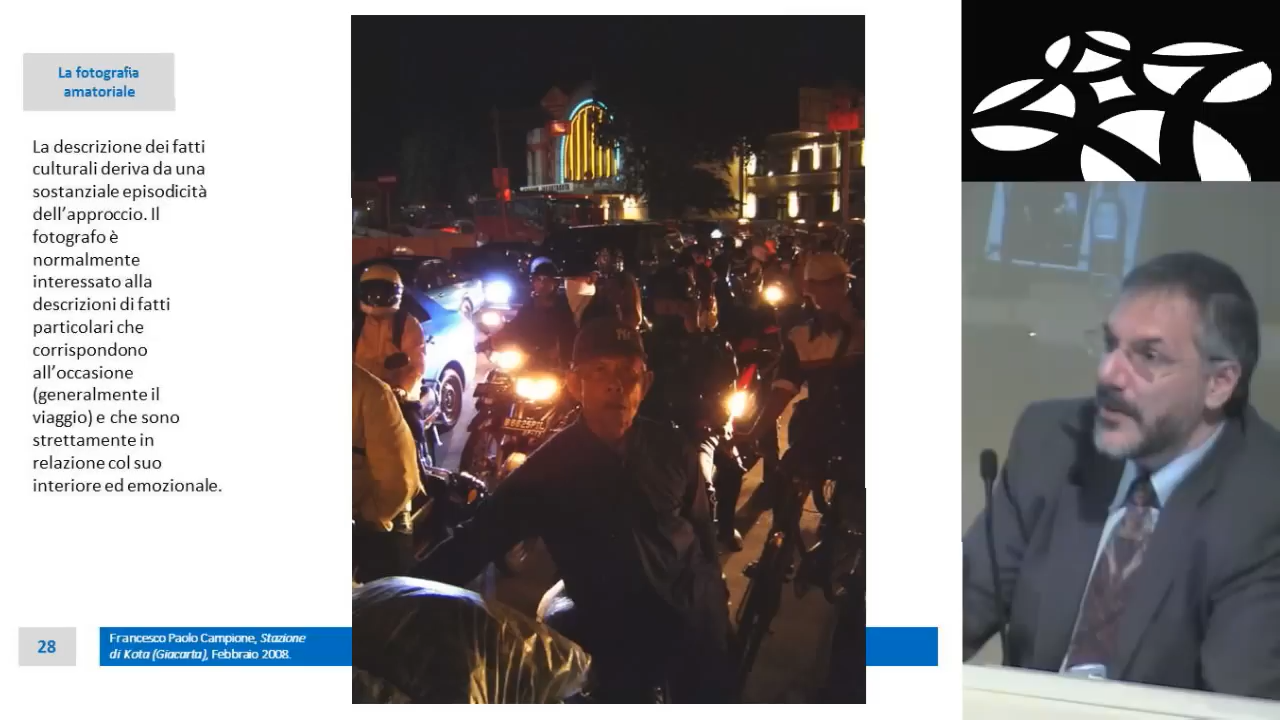 La fotografia
amatoriale
La descrizione dei fatti
culturali deriva da una
sostanziale episodicità
dell'approccio. Il
fotografo è
normalmente
interessato alla
descrizioni di fatti
particolari che
corrispondono
all'occasione
(generalmente il
viaggio) e che sono
strettamente in
relazione col suo
interiore ed emozionale.
28
Francesco Paolo Campione, Stazione
di Kota (Giacarta), Febbraio 2008.